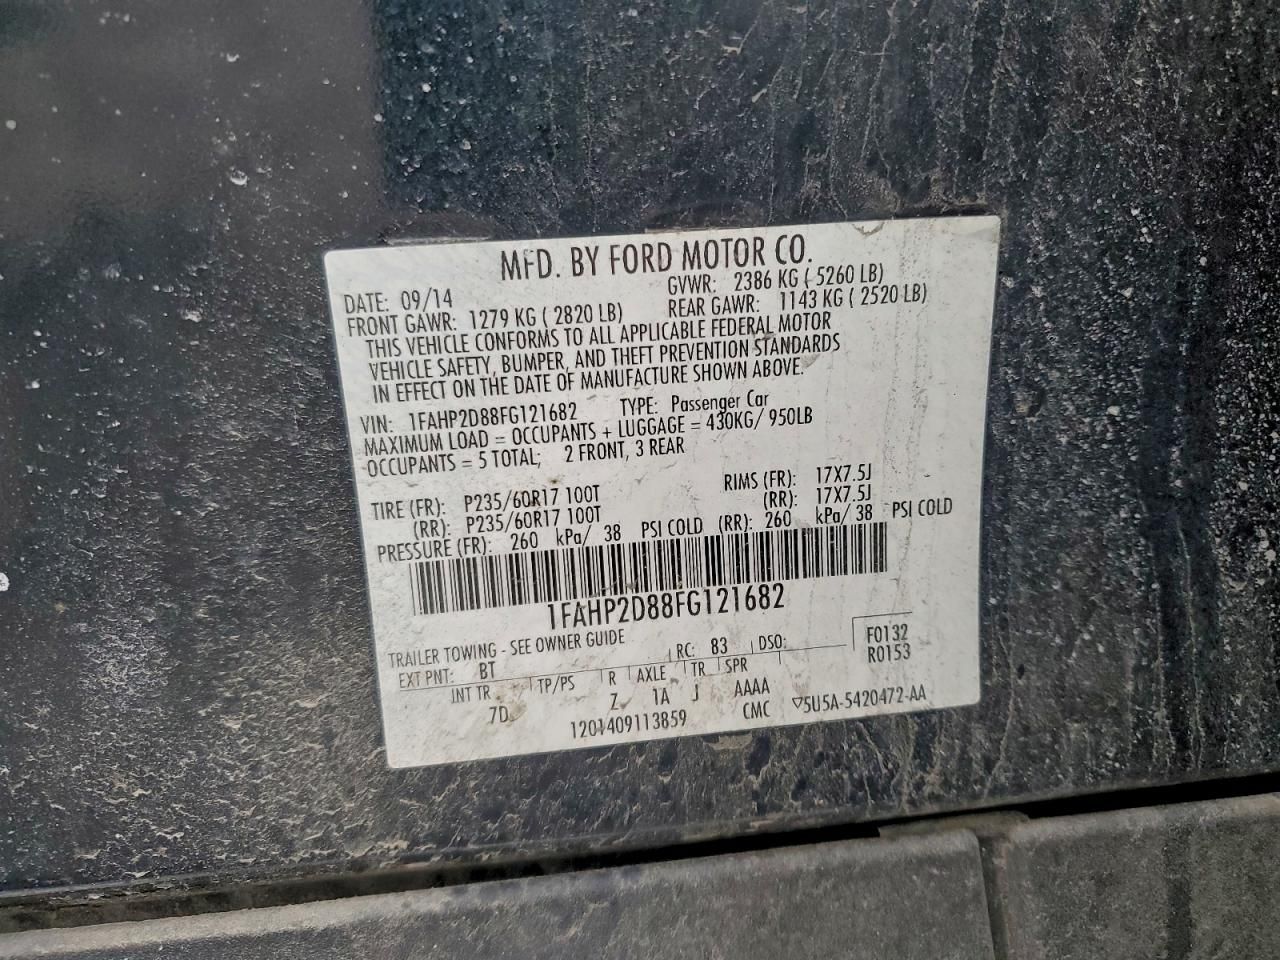 MFD. BY FORD MOTOR CO.
DATE: 09/14 GVWR: 2386 KG ( 5260 LB)
FRONT GAWR: 1279 KG ( 2820 LB) REAR GAWR: 1143 KG ( 2520 LB)
THIS VEHICLE CONFORMS TO ALL APPLICABLE FEDERAL MOTOR
VEHICLE SAFETY, BUMPER, AND THEFT PREVENTION STANDARDS
IN EFFECT ON THE DATE OF MANUFACTURE SHOWN ABOVE.
VIN: 1FAHP2D88FG121682 TYPE: Passenger Car
MAXIMUM LOAD = OCCUPANTS + LUGGAGE = 430KG/ 950LB
OCCUPANTS = 5 TOTAL; 2 FRONT, 3 REAR
TIRE (FR): P235/60R17 100T RIMS (FR): 17X7.5J
(RR): P235/60R17 100T (RR): 17X7.5J
PRESSURE (FR): 260 kPa/ 38 PSI COLD (RR): 260 kPa/ 38 PSI COLD
1FAHP2D88FG121682
TRAILER TOWING - SEE OWNER GUIDE
EXT PNT: BT RC: 83 DSO: F0132
R0153
INT TR TP/PS R AXLE TR SPR
7D Z 1A J AAAA
1201409113859 CMC ▽5U5A-5420472-AA